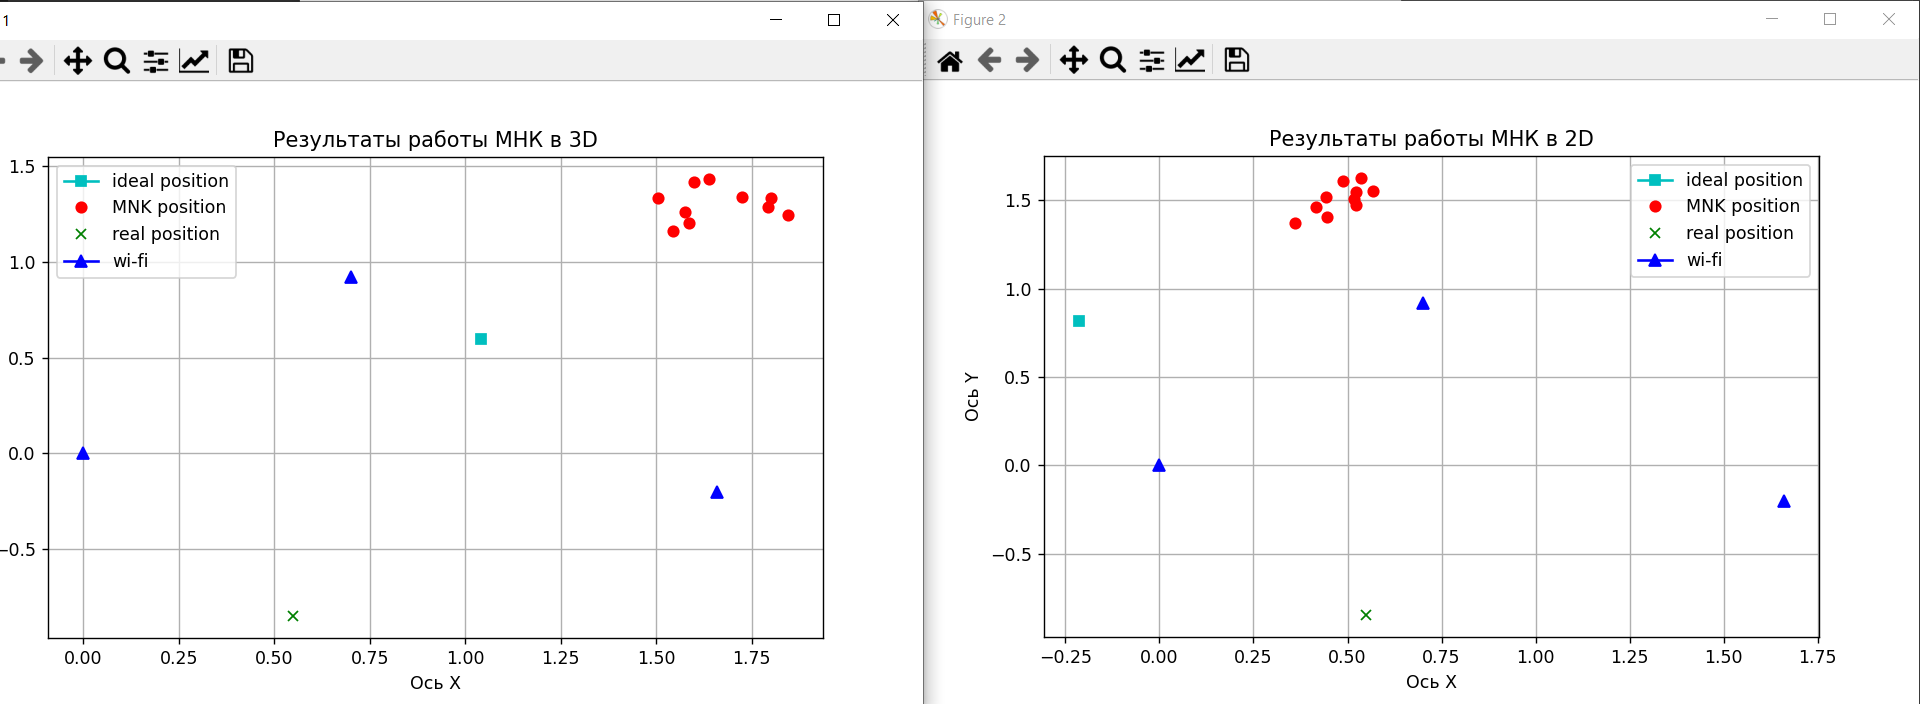 1
Результаты работы МНК в 3D
1.5
1.0
0.5
0.0
−0.5
ideal position
MNK position
real position
wi-fi
0.00 0.25 0.50 0.75 1.00 1.25 1.50 1.75
Ось X
Figure 2
Результаты работы МНК в 2D
Ось Y
1.5
1.0
0.5
0.0
−0.5
ideal position
MNK position
real position
wi-fi
−0.25 0.00 0.25 0.50 0.75 1.00 1.25 1.50 1.75
Ось X